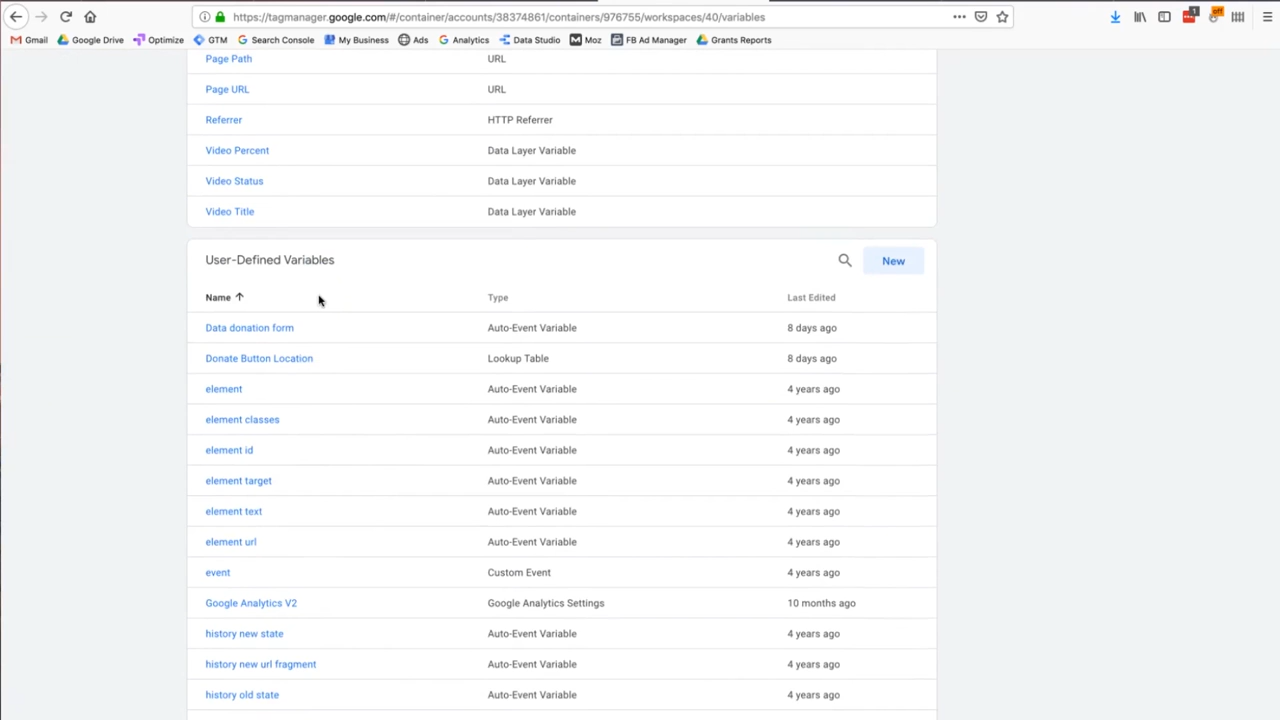 https://tagmanager.google.com/#/container/accounts/38374861/containers/976755/workspaces/40/variables
1
off
Gmail Google Drive Optimize GTM Search Console My Business Ads Analytics Data Studio Moz FB Ad Manager Grants Reports
Page Path URL
Page URL URL
Referrer HTTP Referrer
Video Percent Data Layer Variable
Video Status Data Layer Variable
Video Title Data Layer Variable
User-Defined Variables New
Name Type Last Edited
Data donation form Auto-Event Variable 8 days ago
Donate Button Location Lookup Table 8 days ago
element Auto-Event Variable 4 years ago
element classes Auto-Event Variable 4 years ago
element id Auto-Event Variable 4 years ago
element target Auto-Event Variable 4 years ago
element text Auto-Event Variable 4 years ago
element url Auto-Event Variable 4 years ago
event Custom Event 4 years ago
Google Analytics V2 Google Analytics Settings 10 months ago
history new state Auto-Event Variable 4 years ago
history new url fragment Auto-Event Variable 4 years ago
history old state Auto-Event Variable 4 years ago